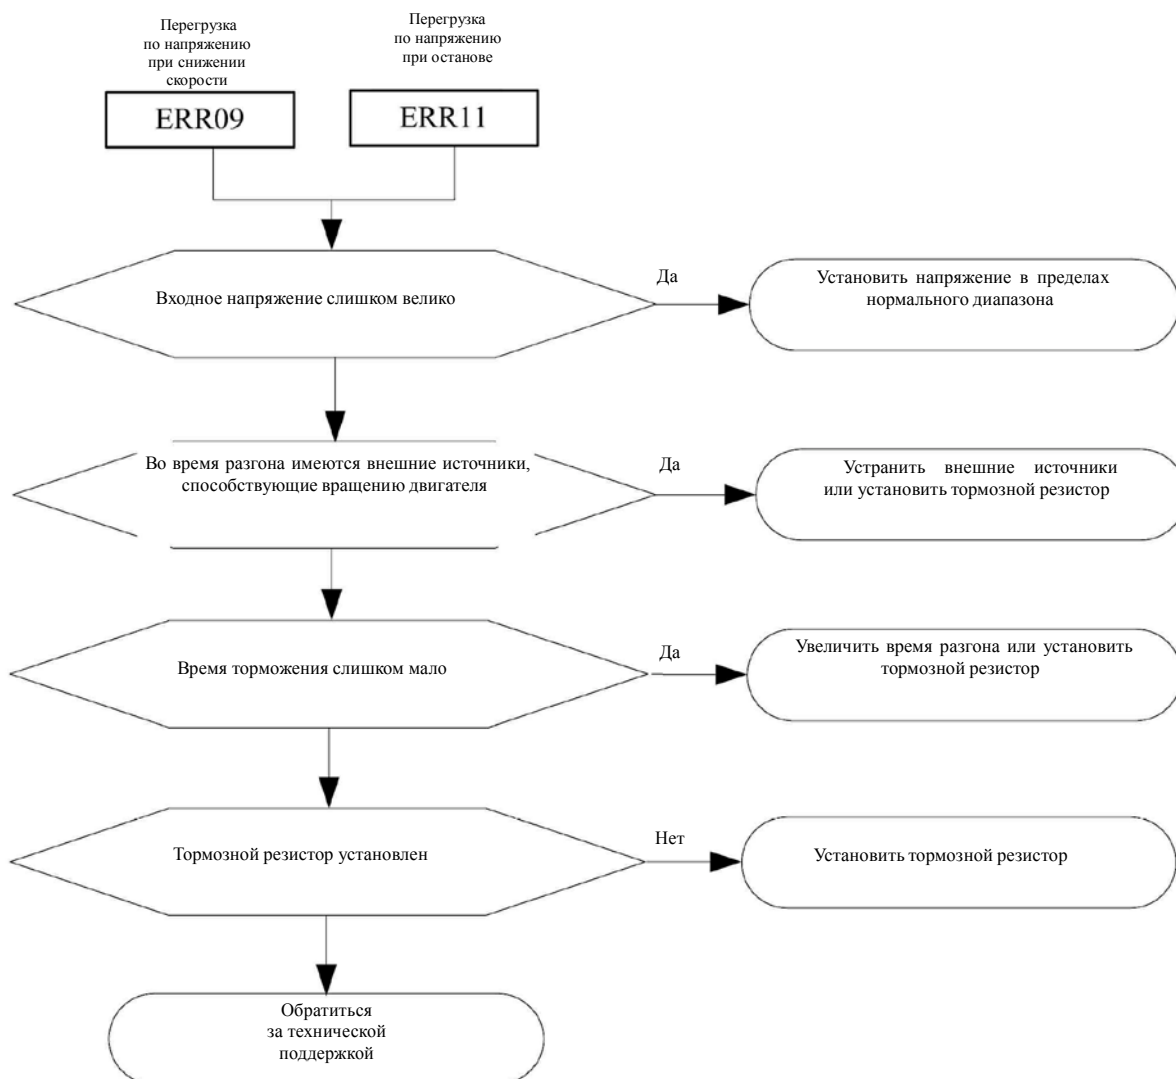 Перегрузка
по напряжению
при снижении
скорости
Перегрузка
по напряжению
при останове
ERR09
ERR11
Входное напряжение слишком велико
Да
Установить напряжение в пределах
нормального диапазона
Во время разгона имеются внешние источники,
способствующие вращению двигателя
Да
Устранить внешние источники
или установить тормозной резистор
Время торможения слишком мало
Да
Увеличить время разгона или установить
тормозной резистор
Тормозной резистор установлен
Нет
Установить тормозной резистор
Обратиться
за технической
поддержкой